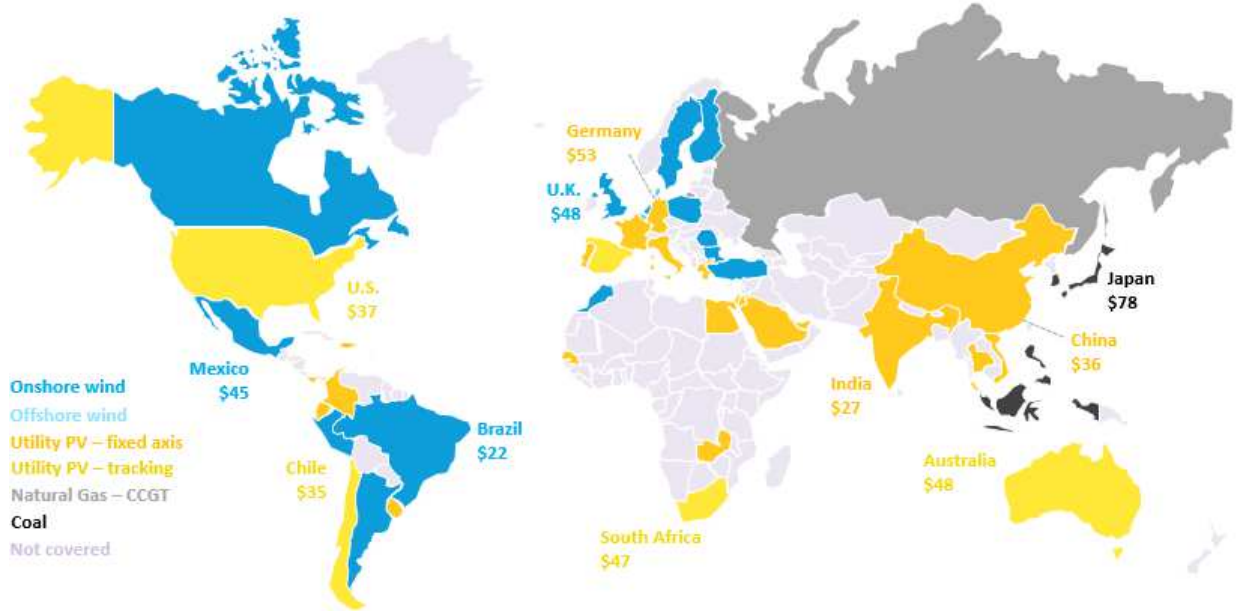 Germany
$53
U.K.
$48
U.S.
$37
Japan
$78
China
$36
Mexico
$45
India
$27
Onshore wind
Offshore wind
Utility PV – fixed axis
Utility PV – tracking
Natural Gas – CCGT
Coal
Not covered
Brazil
$22
Chile
$35
Australia
$48
South Africa
$47